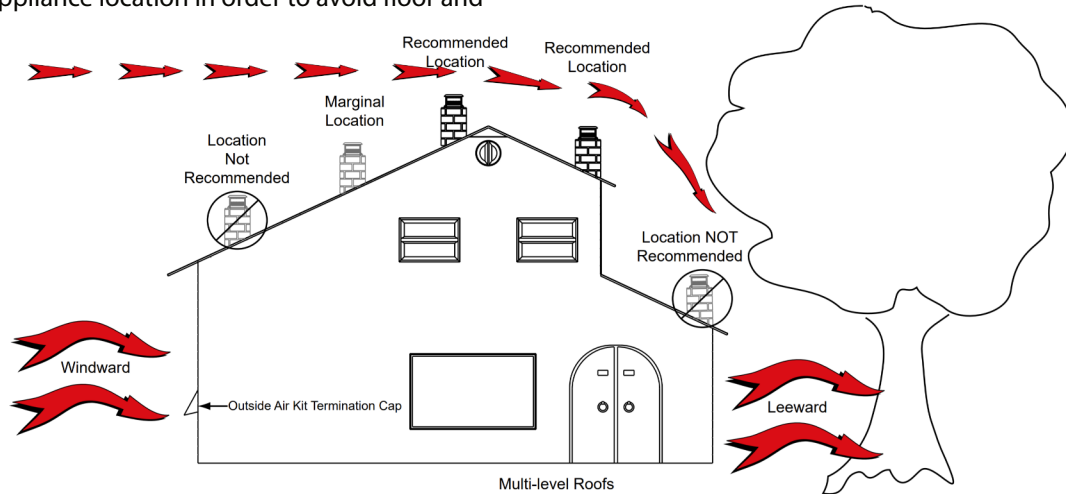 appliance location in order to avoid floor and
Recommended
Location
Recommended
Location
Marginal
Location
Location
Not
Recommended
Location NOT
Recommended
Windward
Outside Air Kit Termination Cap
Leeward
Multi-level Roofs